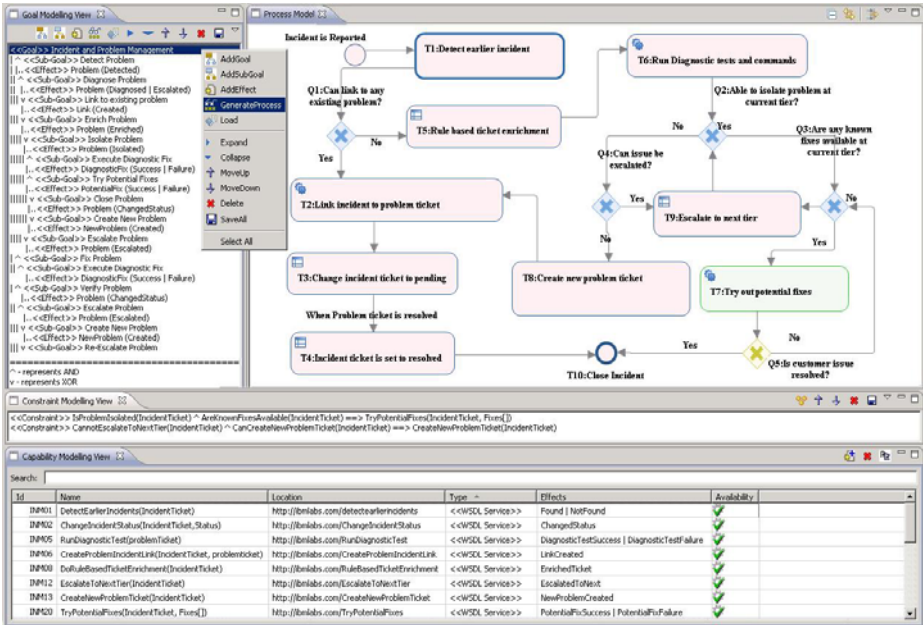 Goal Modelling View
<<Goal>> Incident and Problem Management
| ^ <<Sub-Goal>> Detect Problem
| |..<<Effect>> Problem (Detected)
|| ^ <<Sub-Goal>> Diagnose Problem
|| |..<<Effect>> Problem (Diagnosed | Escalated)
||| v <<Sub-Goal>> Link to existing problem
|..<<Effect>> Link (Created)
||| v <<Sub-Goal>> Enrich Problem
|..<<Effect>> Problem (Enriched)
|||| v <<Sub-Goal>> Isolate Problem
|..<<Effect>> Problem (Isolated)
||||| ^ <<Sub-Goal>> Execute Diagnostic Fix
|..<<Effect>> DiagnosticFix (Success | Failure)
||||| ^ <<Sub-Goal>> Try Potential Fixes
|..<<Effect>> PotentialFix (Success | Failure)
|||||| v <<Sub-Goal>> Close Problem
|..<<Effect>> Problem (ChangedStatus)
|||||| v <<Sub-Goal>> Create New Problem
|..<<Effect>> NewProblem (Created)
|||| v <<Sub-Goal>> Escalate Problem
|..<<Effect>> Problem (Escalated)
| ^ <<Sub-Goal>> Fix Problem
|| ^ <<Sub-Goal>> Execute Diagnostic Fix
|..<<Effect>> DiagnosticFix (Success | Failure)
| ^ <<Sub-Goal>> Verify Problem
|..<<Effect>> Problem (ChangedStatus)
|| ^ <<Sub-Goal>> Escalate Problem
|..<<Effect>> Problem (Escalated)
||| v <<Sub-Goal>> Create New Problem
|..<<Effect>> NewProblem (Created)
||| v <<Sub-Goal>> Re-Escalate Problem
^ - represents AND
v - represents XOR
AddGoal
AddSubGoal
AddEffect
GenerateProcess
Load
Expand
Collapse
MoveUp
MoveDown
Delete
SaveAll
Select All
Process Model
Incident is Reported
T1:Detect earlier incident
Q1:Can link to any
existing problem?
No
Yes
T5:Rule based ticket enrichment
T6:Run Diagnostic tests and commands
Q2:Able to isolate problem at
current tier?
No
Yes
Q3:Are any known
fixes available at
current tier?
Q4:Can issue be
escalated?
Yes
No
No
Yes
T9:Escalate to next tier
T2:Link incident to problem ticket
T3:Change incident ticket to pending
T8:Create new problem ticket
T7:Try out potential fixes
When Problem ticket is resolved
T4:Incident ticket is set to resolved
Yes
No
T10:Close Incident
Q5:Is customer issue
resolved?
Constraint Modelling View
<<Constraint>> IsProblemIsolated(IncidentTicket) ^ AreKnownFixesAvailable(IncidentTicket) ==> TryPotentialFixes(IncidentTicket, Fixes[])
<<Constraint>> CannotEscalateToNextTier(IncidentTicket) ^ CanCreateNewProblemTicket(IncidentTicket) ==> CreateNewProblemTicket(IncidentTicket)
Capability Modelling View
Search:
Id Name Location Type Effects Availability
INM01 DetectEarlierIncidents(IncidentTicket) http://ibmlabs.com/detectearlierincidents <<WSDL Service>> Found | NotFound
INM02 ChangeIncidentStatus(IncidentTicket,Status) http://ibmlabs.com/ChangeIncidentStatus <<WSDL Service>> ChangedStatus
INM05 RunDiagnosticTest(problemTicket) http://ibmlabs.com/RunDiagnosticTest <<WSDL Service>> DiagnosticTestSuccess | DiagnosticTestFailure
INM06 CreateProblemIncidentLink(IncidentTicket, problemticket) http://ibmlabs.com/CreateProblemIncidentLink <<WSDL Service>> LinkCreated
INM08 DoRuleBasedTicketEnrichment(IncidentTicket) http://ibmlabs.com/RuleBasedTicketEnrichment <<WSDL Service>> EnrichedTicket
INM12 EscalateToNextTier(IncidentTicket) http://ibmlabs.com/EscalateToNextTier <<WSDL Service>> EscalatedToNext
INM13 CreateNewProblemTicket(IncidentTicket) http://ibmlabs.com/CreateNewProblemTicket <<WSDL Service>> NewProblemCreated
INM20 TryPotentialFixes(IncidentTicket, Fixes[]) http://ibmlabs.com/TryPotentialFixes <<WSDL Service>> PotentialFixSuccess | PotentialFixFailure